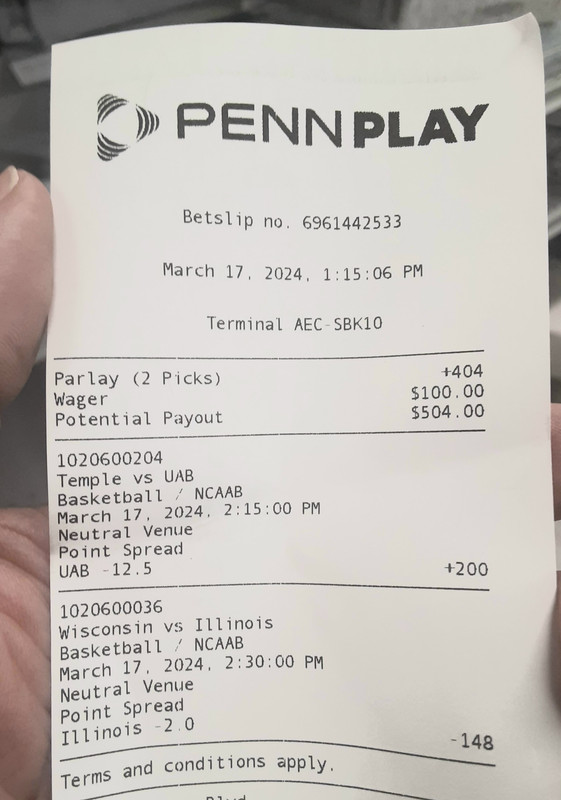 PENN PLAY
Betslip no. 6961442533
March 17, 2024, 1:15:06 PM
Terminal AEC-SBK10
Parlay (2 Picks) +404
Wager $100.00
Potential Payout $504.00
1020600204
Temple vs UAB
Basketball / NCAAB
March 17, 2024, 2:15:00 PM
Neutral Venue
Point Spread
UAB -12.5 +200
1020600036
Wisconsin vs Illinois
Basketball / NCAAB
March 17, 2024, 2:30:00 PM
Neutral Venue
Point Spread
Illinois -2.0 -148
Terms and conditions apply.